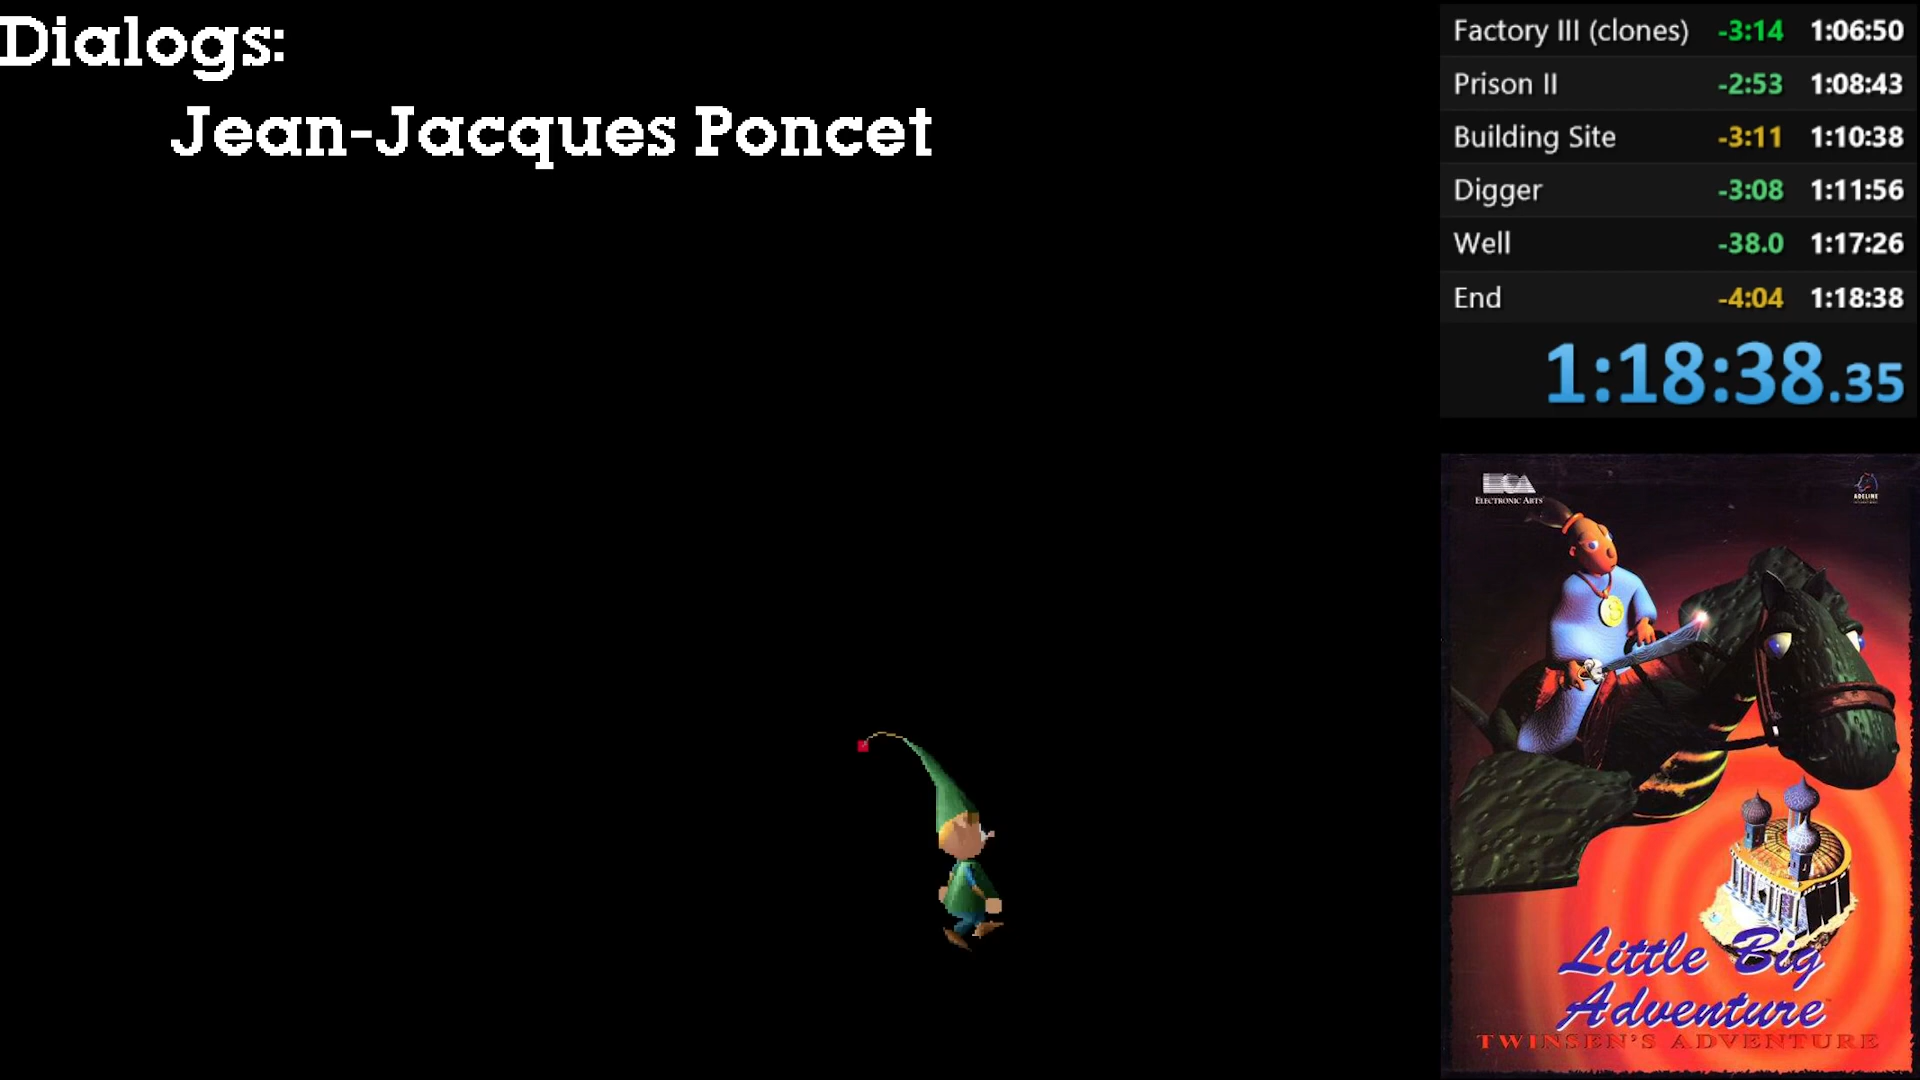 Dialogs:
Jean-Jacques Poncet
Factory III (clones) -3:14 1:06:50
Prison II -2:53 1:08:43
Building Site -3:11 1:10:38
Digger -3:08 1:11:56
Well -38.0 1:17:26
End -4:04 1:18:38
1:18:38.35
ELECTRONIC ARTS
ADELINE
Little Big
Adventure
TWINSEN'S ADVENTURE